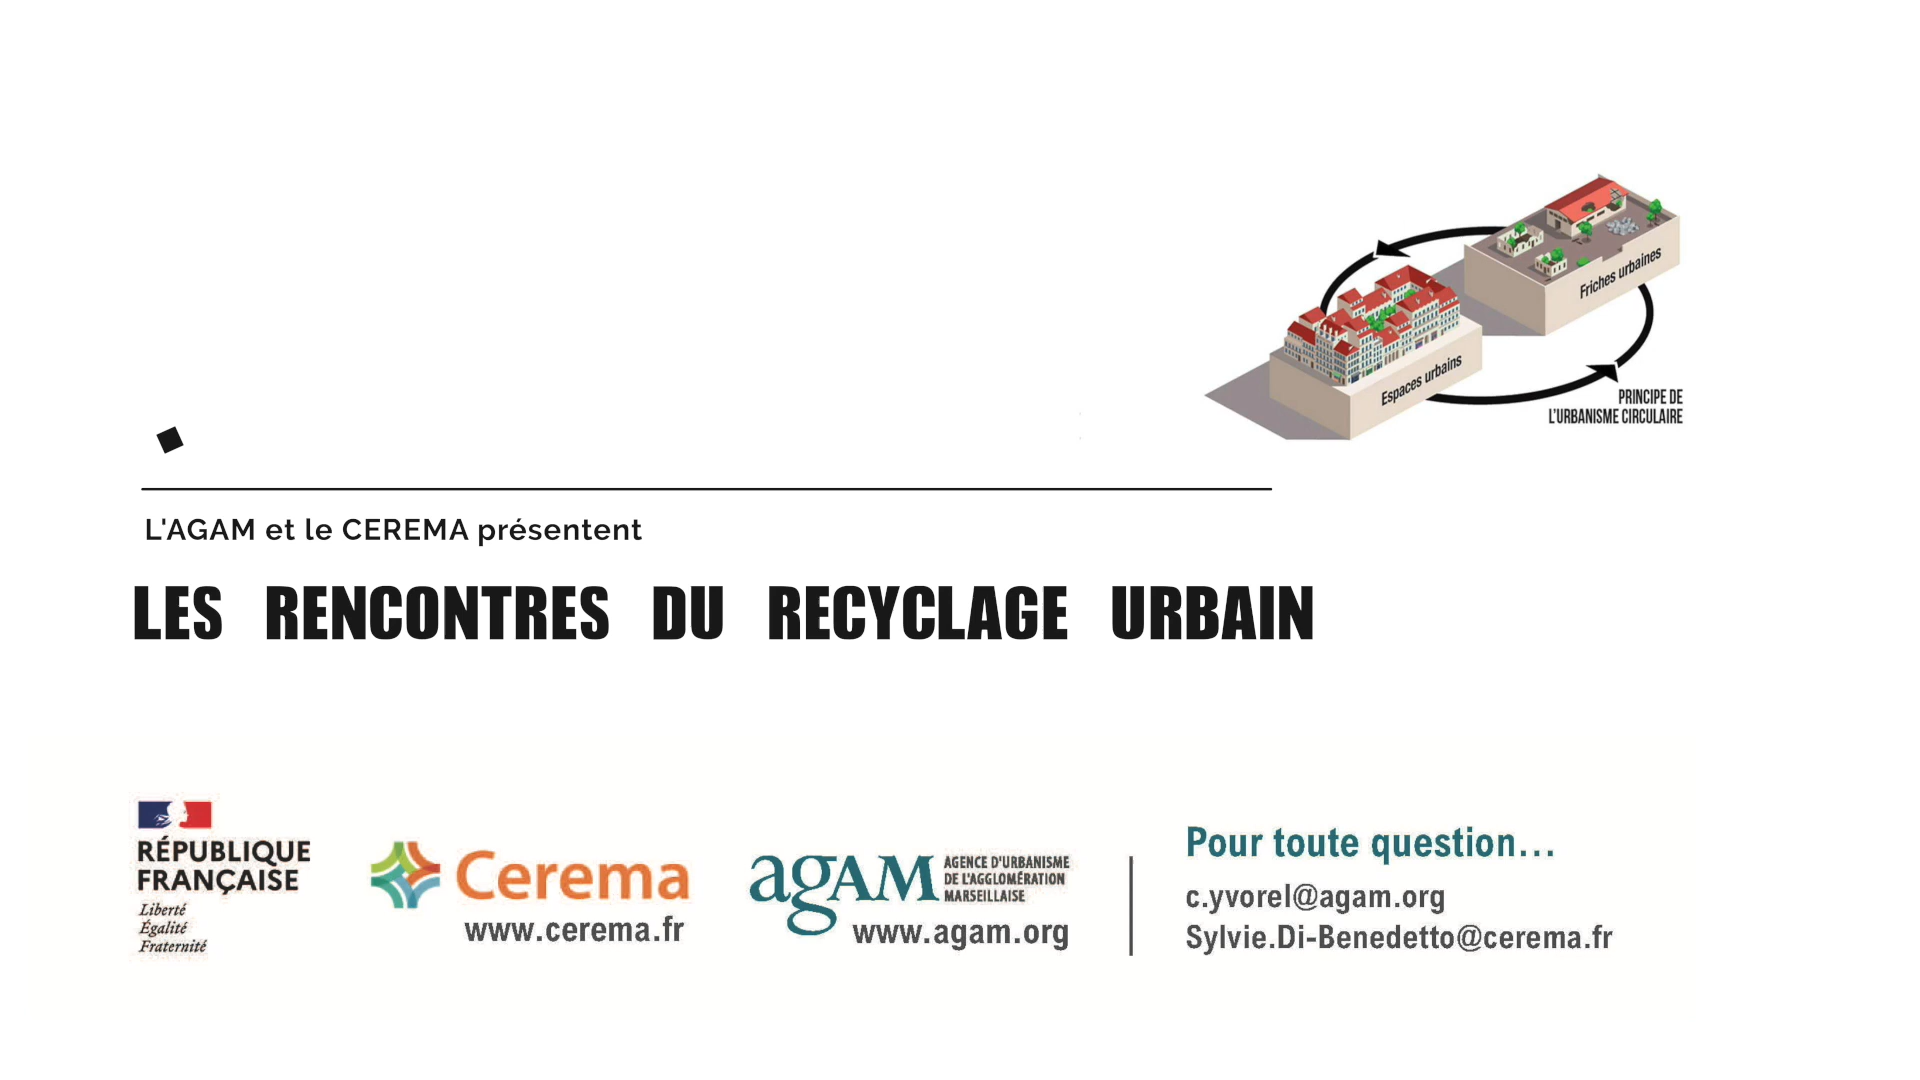 Friches urbaines
Espaces urbains
PRINCIPE DE
L'URBANISME CIRCULAIRE
L'AGAM et le CEREMA présentent
LES RENCONTRES DU RECYCLAGE URBAIN
RÉPUBLIQUE
FRANÇAISE
Liberté
Égalité
Fraternité
Cerema
www.cerema.fr
agAM
AGENCE D'URBANISME
DE L'AGGLOMÉRATION
MARSEILLAISE
www.agam.org
Pour toute question...
c.yvorel@agam.org
Sylvie.Di-Benedetto@cerema.fr